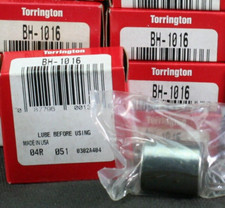 Torrington
BH-1016
Torrington
BH-1016
BH-1016
Torrington
BH-1016
LUBE BEFORE USING
MADE IN USA
04R 051 0302A404